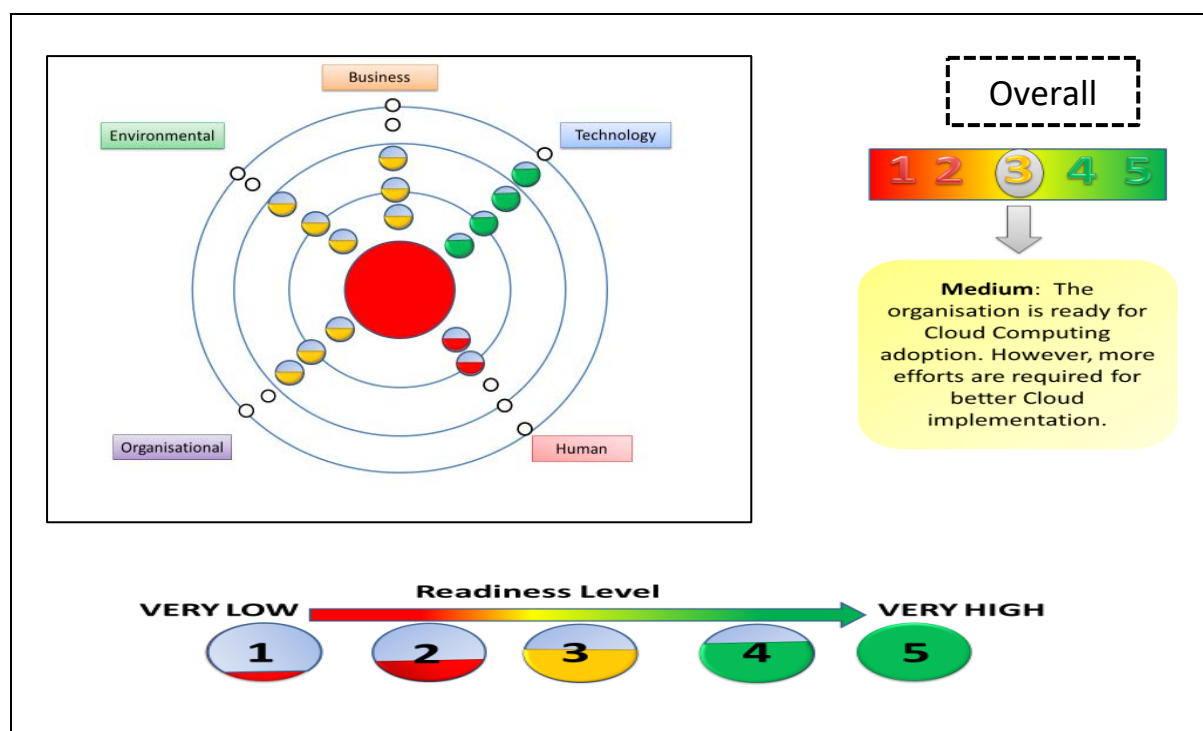 Business
Environmental
Technology
Organisational
Human
Overall
1 2 3 4 5
Medium: The
organisation is ready for
Cloud Computing
adoption. However, more
efforts are required for
better Cloud
implementation.
Readiness Level
VERY LOW
VERY HIGH
1 2 3 4 5